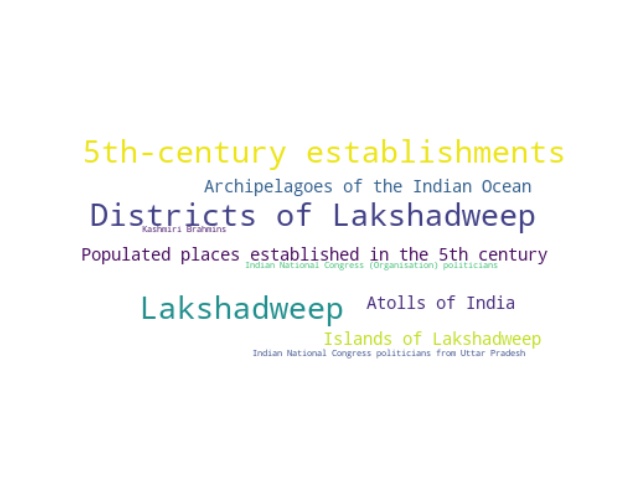 5th-century establishments
Archipelagoes of the Indian Ocean
Districts of Lakshadweep
Kashmiri Brahmins
Populated places established in the 5th century
Indian National Congress (Organisation) politicians
Lakshadweep
Atolls of India
Islands of Lakshadweep
Indian National Congress politicians from Uttar Pradesh